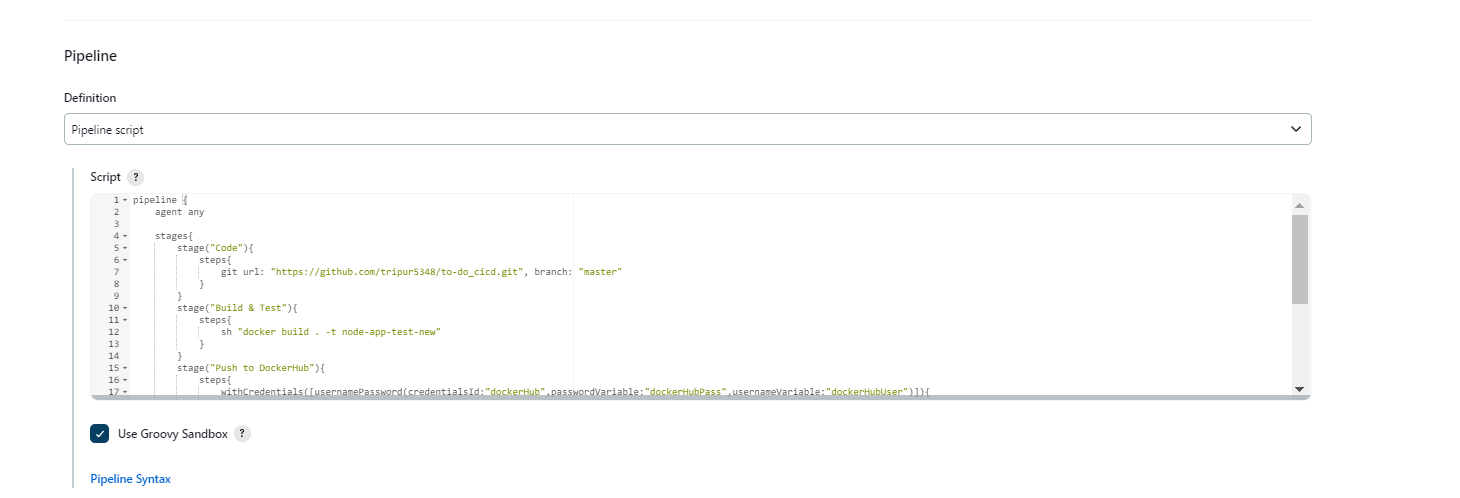 Pipeline
Definition
Pipeline script
Script ?
1 pipeline {
2 agent any
3
4 stages{
5 stage("Code"){
6 steps{
7 git url: "https://github.com/tripur5348/to-do_cicd.git", branch: "master"
8 }
9 }
10 stage("Build & Test"){
11 steps{
12 sh "docker build . -t node-app-test-new"
13 }
14 }
15 stage("Push to DockerHub"){
16 steps{
17 withCredentials([usernamePassword(credentialsId:"dockerHub",passwordVariable:"dockerHubPass",usernameVariable:"dockerHubUser")]){
Use Groovy Sandbox ?
Pipeline Syntax